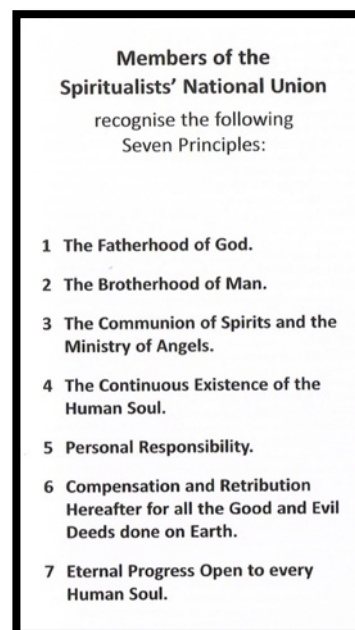 Members of the
Spiritualists' National Union
recognise the following
Seven Principles:
1 The Fatherhood of God.
2 The Brotherhood of Man.
3 The Communion of Spirits and the
Ministry of Angels.
4 The Continuous Existence of the
Human Soul.
5 Personal Responsibility.
6 Compensation and Retribution
Hereafter for all the Good and Evil
Deeds done on Earth.
7 Eternal Progress Open to every
Human Soul.